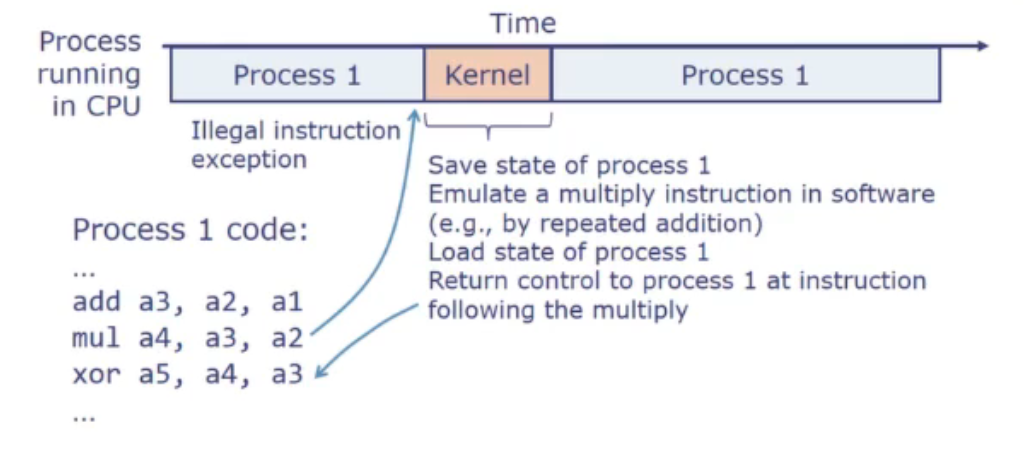 Time
Process
running
in CPU
Process 1
Kernel
Process 1
Illegal instruction
exception
Save state of process 1
Emulate a multiply instruction in software
(e.g., by repeated addition)
Load state of process 1
Return control to process 1 at instruction
following the multiply
Process 1 code:
...
add a3, a2, a1
mul a4, a3, a2
xor a5, a4, a3
...